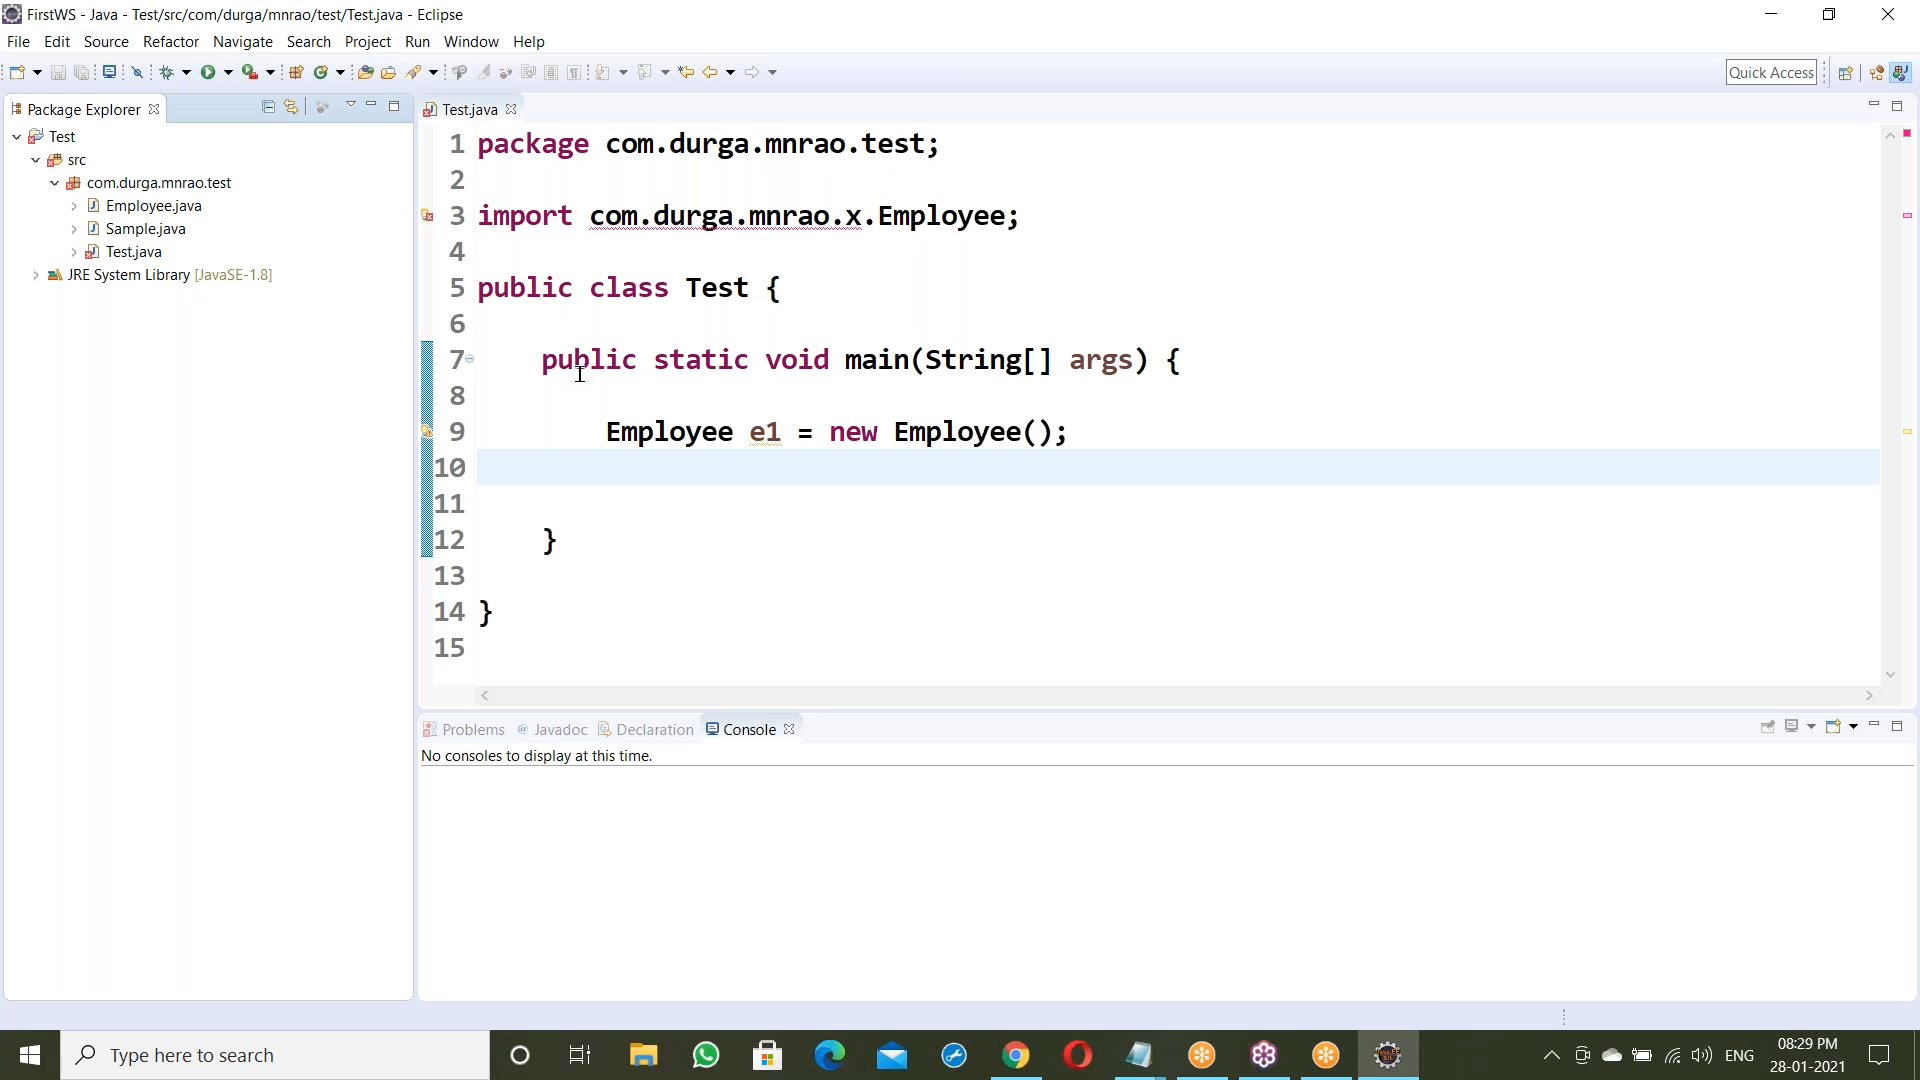 FirstWS - Java - Test/src/com/durga/mnrao/test/Test.java - Eclipse
File Edit Source Refactor Navigate Search Project Run Window Help
Quick Access
Package Explorer
Test
src
com.durga.mnrao.test
Employee.java
Sample.java
Test.java
JRE System Library [JavaSE-1.8]
Test.java
1 package com.durga.mnrao.test;
2
3 import com.durga.mnrao.x.Employee;
4
5 public class Test {
6
7 public static void main(String[] args) {
8
9 Employee e1 = new Employee();
10
11
12 }
13
14 }
15
Problems @ Javadoc Declaration Console
No consoles to display at this time.
Type here to search
ENG
08:29 PM
28-01-2021